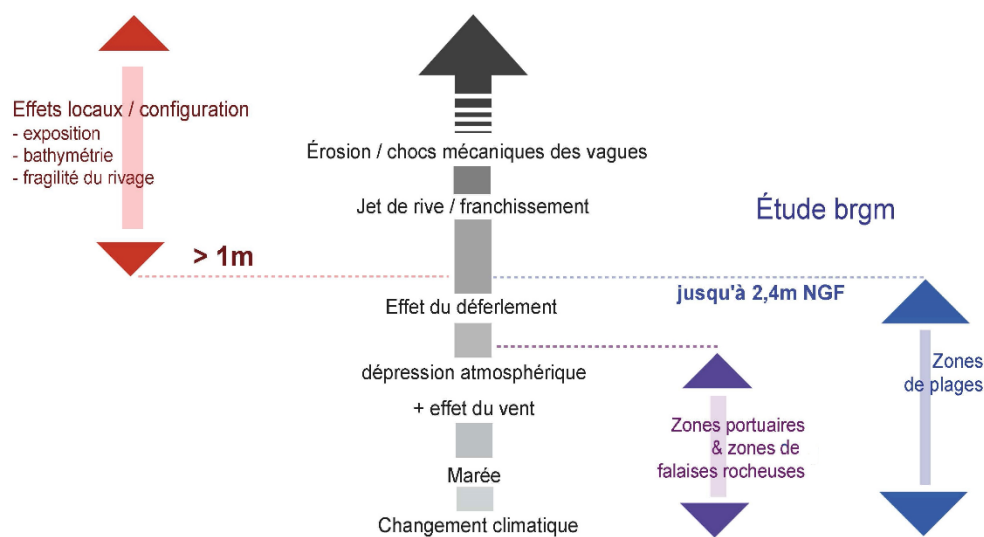 Effets locaux / configuration
- exposition
- bathymétrie
- fragilité du rivage
> 1m
Érosion / chocs mécaniques des vagues
Jet de rive / franchissement
Effet du déferlement
dépression atmosphérique
+ effet du vent
Marée
Changement climatique
Étude brgm
jusqu'à 2,4m NGF
Zones portuaires
& zones de
falaises rocheuses
Zones
de plages